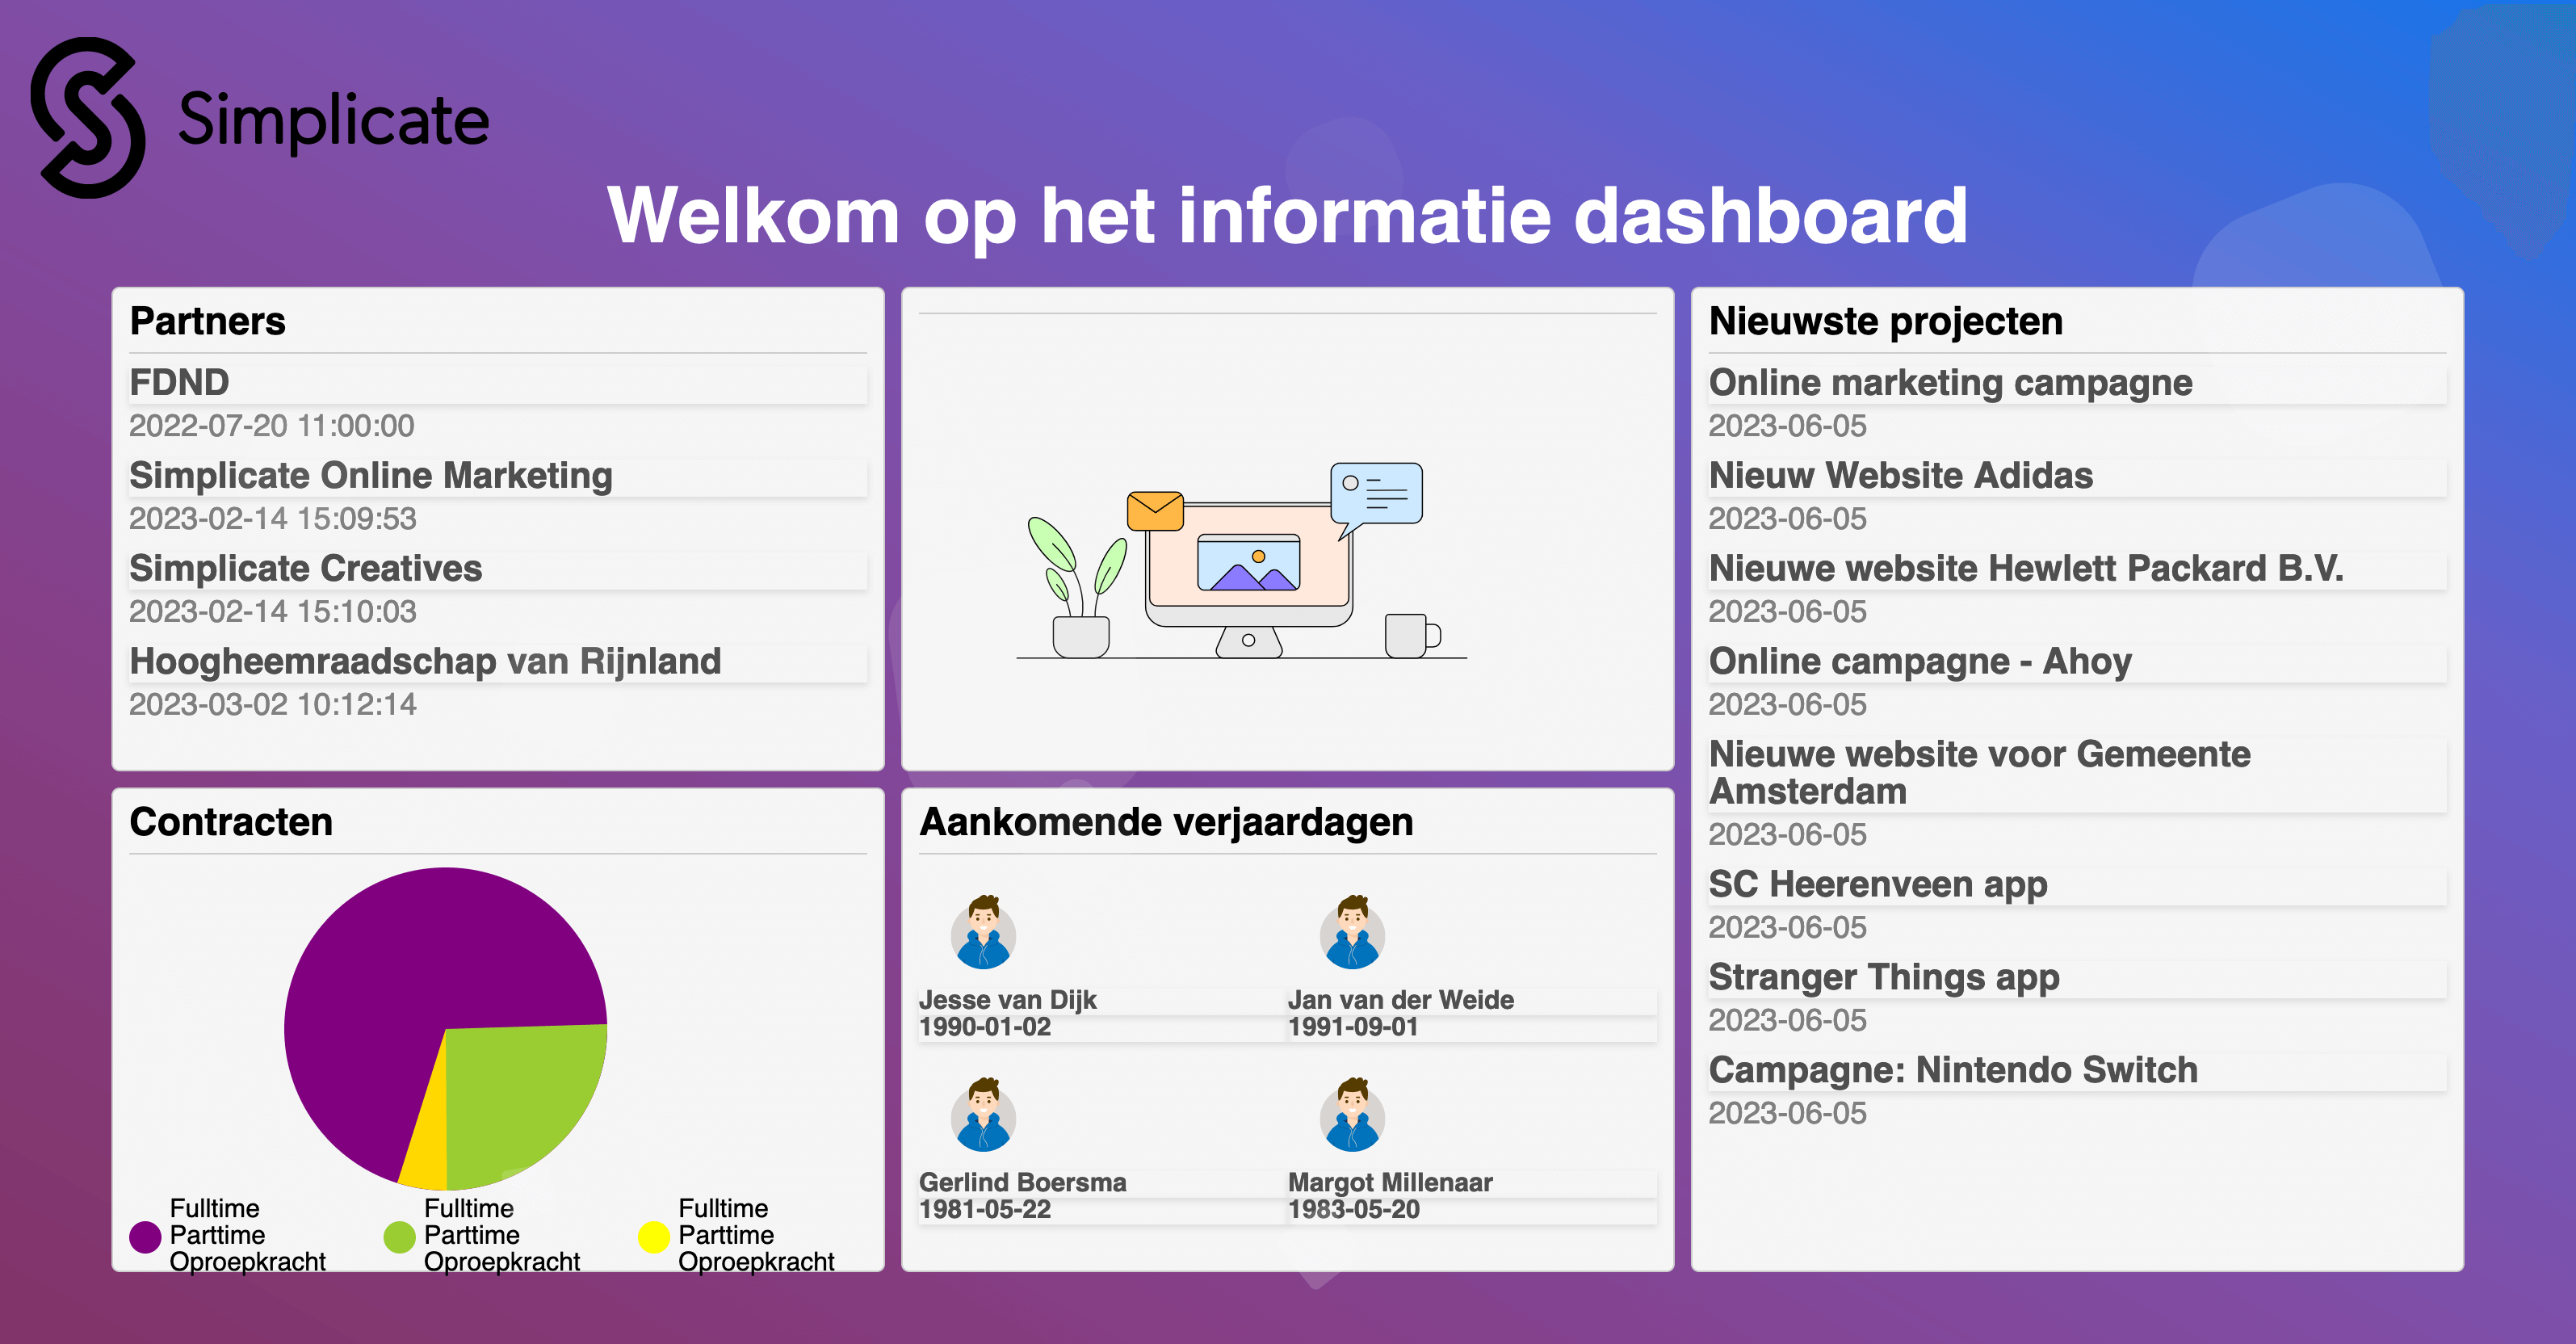 Simplicate
Welkom op het informatie dashboard
Partners
FDND
2022-07-20 11:00:00
Simplicate Online Marketing
2023-02-14 15:09:53
Simplicate Creatives
2023-02-14 15:10:03
Hoogheemraadschap van Rijnland
2023-03-02 10:12:14
Nieuwste projecten
Online marketing campagne
2023-06-05
Nieuw Website Adidas
2023-06-05
Nieuwe website Hewlett Packard B.V.
2023-06-05
Online campagne - Ahoy
2023-06-05
Nieuwe website voor Gemeente
Amsterdam
2023-06-05
SC Heerenveen app
2023-06-05
Stranger Things app
2023-06-05
Campagne: Nintendo Switch
2023-06-05
Contracten
Fulltime
Parttime
Oproepkracht
Fulltime
Parttime
Oproepkracht
Fulltime
Parttime
Oproepkracht
Aankomende verjaardagen
Jesse van Dijk
1990-01-02
Jan van der Weide
1991-09-01
Gerlind Boersma
1981-05-22
Margot Millenaar
1983-05-20